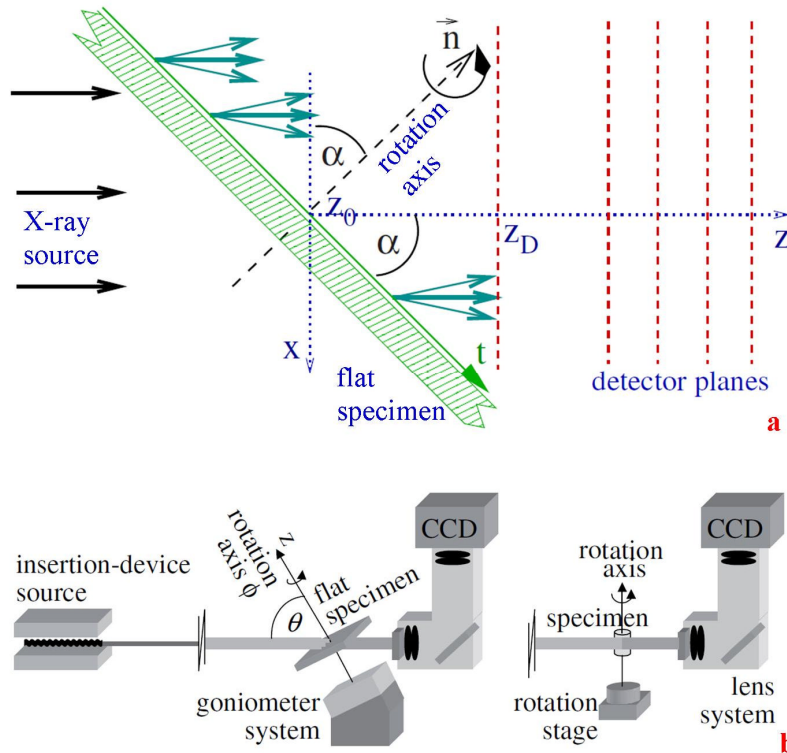 n
α
rotation
axis
X-ray
source
z₀
α
z_D
z
x
t
flat
specimen
detector planes
a
CCD
CCD
insertion-device
source
rotation
axis ϕ
z
flat
specimen
θ
rotation
axis
specimen
goniometer
system
rotation
stage
lens
system
b